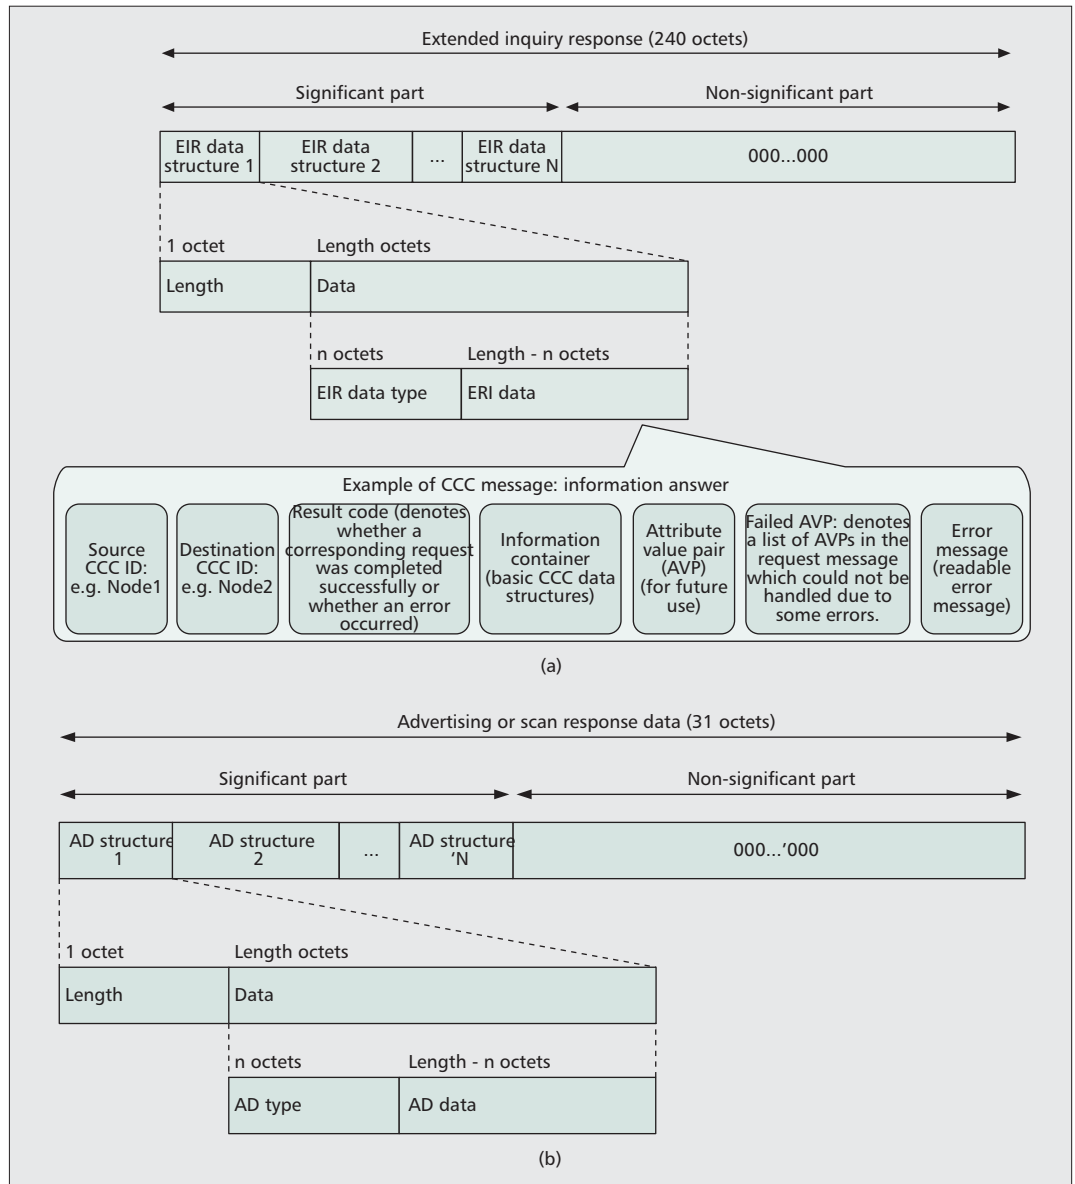 Extended inquiry response (240 octets)
Significant part
Non-significant part
EIR data
structure 1
EIR data
structure 2
...
EIR data
structure N
000...000
1 octet
Length octets
Length
Data
n octets
Length - n octets
EIR data type
ERI data
Example of CCC message: information answer
Source
CCC ID:
e.g. Node1
Destination
CCC ID:
e.g. Node2
Result code (denotes
whether a
corresponding request
was completed
successfully or
whether an error
occurred)
Information
container
(basic CCC data
structures)
Attribute
value pair
(AVP)
(for future
use)
Failed AVP: denotes
a list of AVPs in the
request message
which could not be
handled due to
some errors.
Error
message
(readable
error
message)
(a)
Advertising or scan response data (31 octets)
Significant part
Non-significant part
AD structure
1
AD structure
2
...
AD structure
'N
000...'000
1 octet
Length octets
Length
Data
n octets
Length - n octets
AD type
AD data
(b)